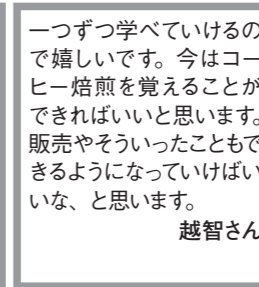 一つずつ学べていけるの
で嬉しいです。今はコー
ヒー焙煎を覚えることが
できればいいと思います。
販売やそういったこともで
きるようになっていけばい
いな、と思います。
越智さん